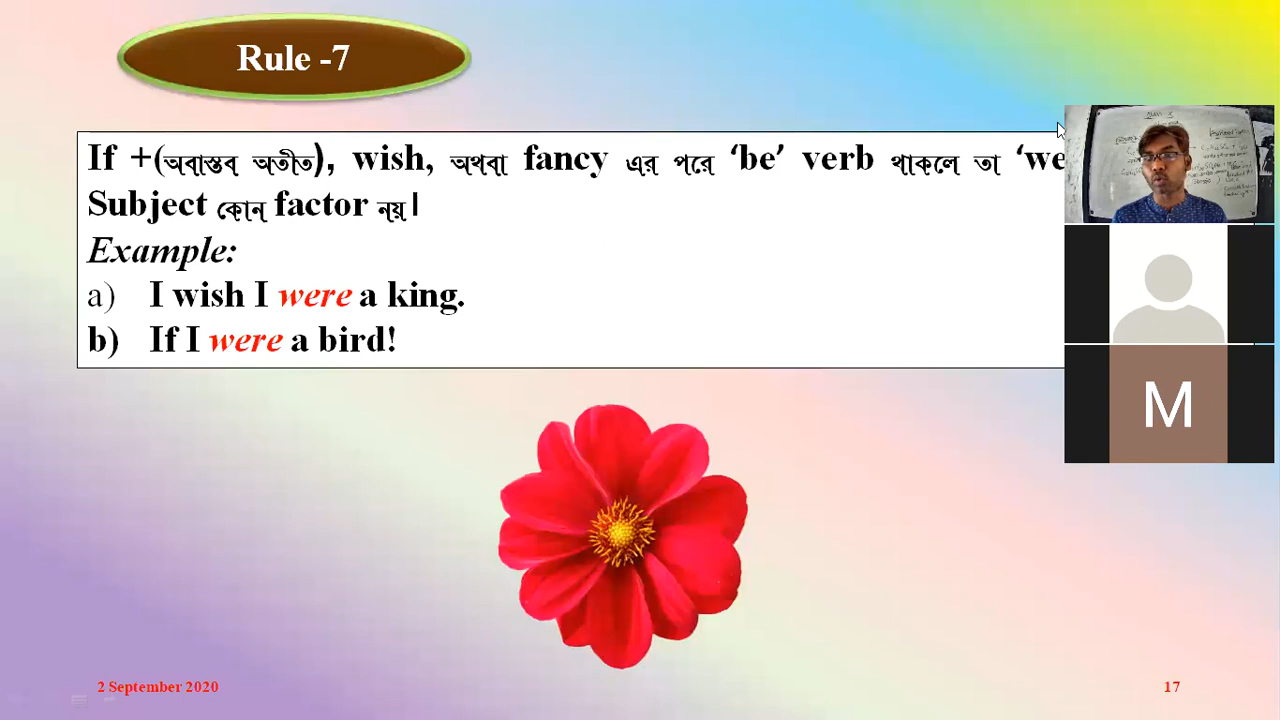 Rule -7
If +(অবাস্তব অতীত), wish, অথবা fancy এর পরে ‘be’ verb থাকলে তা ‘we
Subject কোন factor নয়।
Example:
a) I wish I were a king.
b) If I were a bird!
M
2 September 2020
17